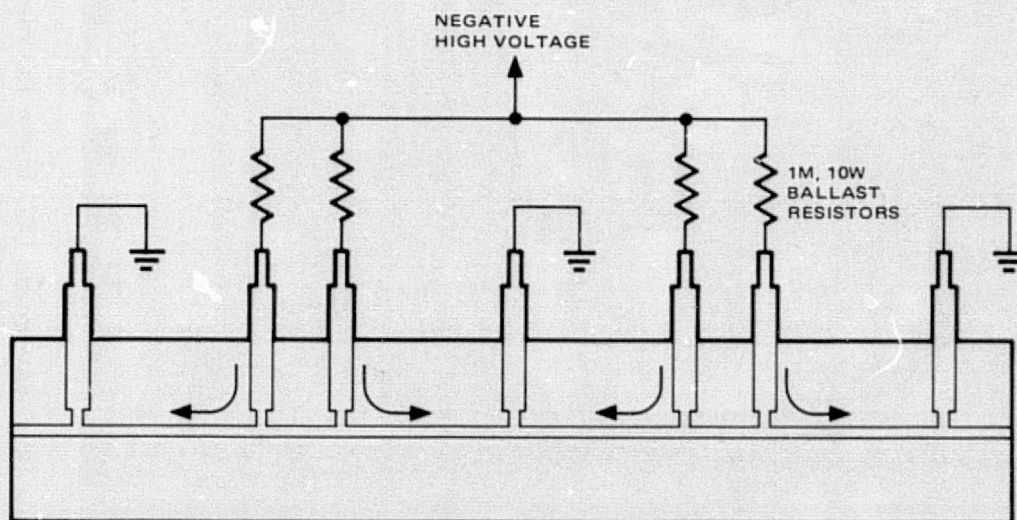 NEGATIVE
HIGH VOLTAGE
1M, 10W
BALLAST
RESISTORS